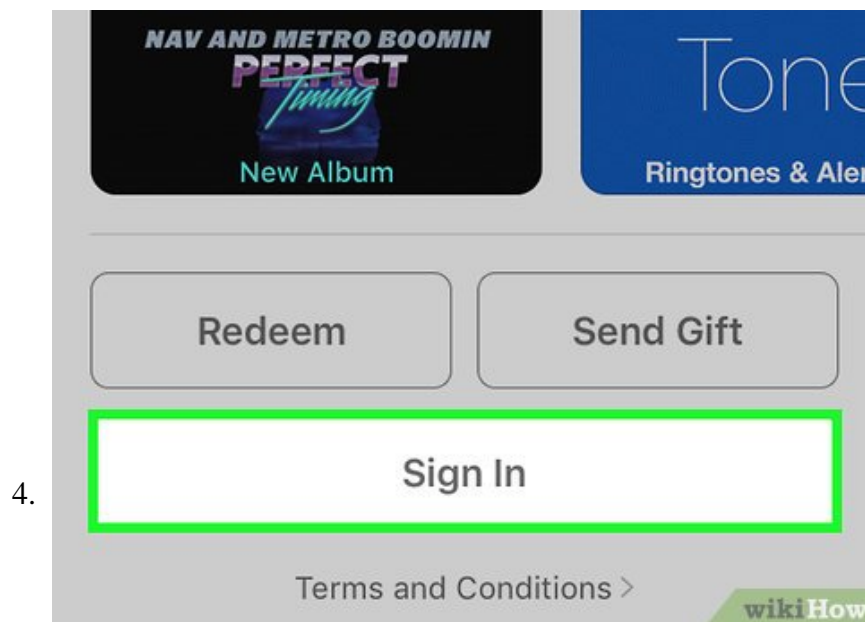 NAV AND METRO BOOMIN
PERFECT
Timing
New Album
Tone
Ringtones & Aler
Redeem
Send Gift
4.
Sign In
Terms and Conditions >
wikiHow